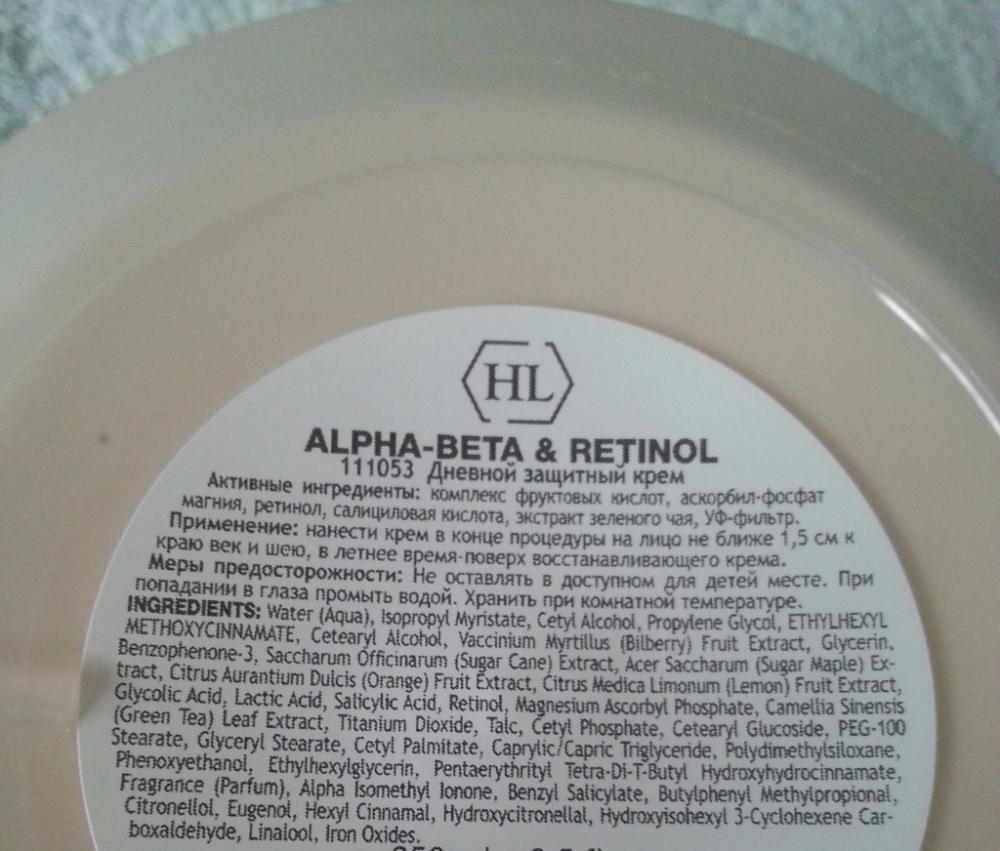 HL
ALPHA-BETA & RETINOL
111053 Дневной защитный крем
Активные ингредиенты: комплекс фруктовых кислот, аскорбил-фосфат
магния, ретинол, салициловая кислота, экстракт зеленого чая, УФ-фильтр.
Применение: нанести крем в конце процедуры на лицо не ближе 1,5 см к
краю век и шею, в летнее время-поверх восстанавливающего крема.
Меры предосторожности: Не оставлять в доступном для детей месте. При
попадании в глаза промыть водой. Хранить при комнатной температуре.
INGREDIENTS: Water (Aqua), Isopropyl Myristate, Cetyl Alcohol, Propylene Glycol, ETHYLHEXYL
METHOXYCINNAMATE, Cetearyl Alcohol, Vaccinium Myrtillus (Bilberry) Fruit Extract, Glycerin,
Benzophenone-3, Saccharum Officinarum (Sugar Cane) Extract, Acer Saccharum (Sugar Maple) Ex-
tract, Citrus Aurantium Dulcis (Orange) Fruit Extract, Citrus Medica Limonum (Lemon) Fruit Extract,
Glycolic Acid, Lactic Acid, Salicylic Acid, Retinol, Magnesium Ascorbyl Phosphate, Camellia Sinensis
(Green Tea) Leaf Extract, Titanium Dioxide, Talc, Cetyl Phosphate, Cetearyl Glucoside, PEG-100
Stearate, Glyceryl Stearate, Cetyl Palmitate, Caprylic/Capric Triglyceride, Polydimethylsiloxane,
Phenoxyethanol, Ethylhexylglycerin, Pentaerythrityl Tetra-Di-T-Butyl Hydroxyhydrocinnamate,
Fragrance (Parfum), Alpha Isomethyl Ionone, Benzyl Salicylate, Butylphenyl Methylpropional,
Citronellol, Eugenol, Hexyl Cinnamal, Hydroxycitronellal, Hydroxyisohexyl 3-Cyclohexene Car-
boxaldehyde, Linalool, Iron Oxides.